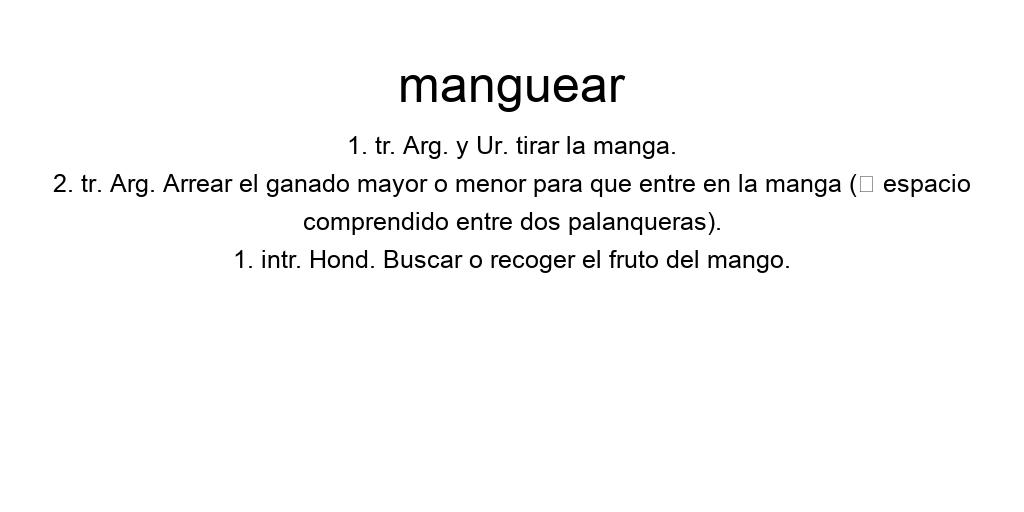 manguear
1. tr. Arg. y Ur. tirar la manga.
2. tr. Arg. Arrear el ganado mayor o menor para que entre en la manga (□ espacio
comprendido entre dos palanqueras).
1. intr. Hond. Buscar o recoger el fruto del mango.